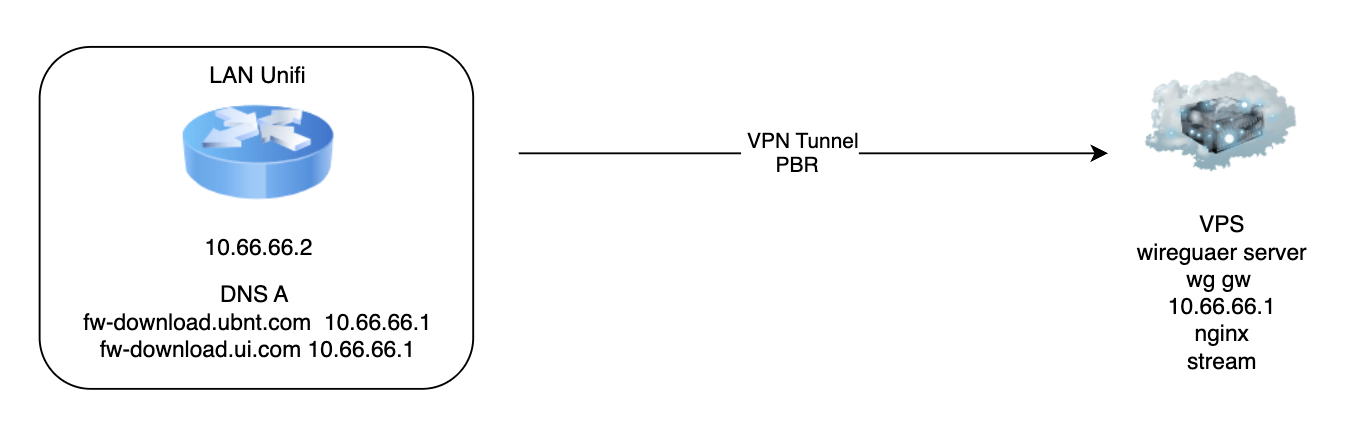 LAN Unifi
10.66.66.2
DNS A
fw-download.ubnt.com 10.66.66.1
fw-download.ui.com 10.66.66.1
VPN Tunnel
PBR
VPS
wireguaer server
wg gw
10.66.66.1
nginx
stream